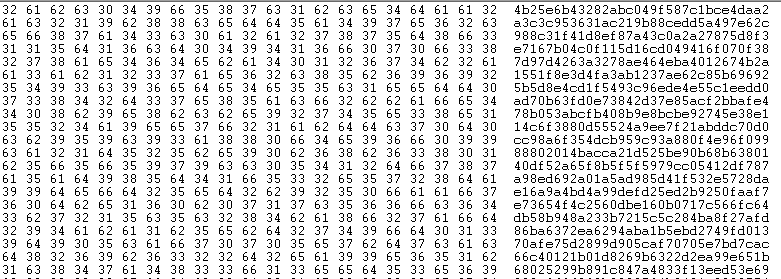 32 61 62 63 30 34 39 66 35 38 37 63 31 62 63 65 34 64 61 61 32 4b25e6b43282abc049f587c1bce4daa2
61 63 32 31 39 62 38 38 63 65 64 64 35 61 34 39 37 65 36 32 63 a3c3c953631ac219b88cedd5a497e62c
65 66 38 37 61 34 33 63 30 61 32 61 32 37 38 37 35 64 38 66 33 988c31f41d8ef87a43c0a2a27875d8f3
31 31 35 64 31 36 63 64 30 34 39 34 31 36 66 30 37 30 66 33 38 e7167b04c0f115d16cd049416f070f38
32 37 38 61 65 34 36 34 65 62 61 34 30 31 32 36 37 34 62 32 61 7d97d4263a3278ae464eba4012674b2a
61 33 61 62 31 32 33 37 61 65 36 32 63 38 35 62 36 39 36 39 32 1551f8e3d4fa3ab1237ae62c85b69692
35 34 39 33 63 39 36 65 64 65 34 65 35 35 63 31 65 65 64 64 30 5b5d8e4cd1f5493c96ede4e55c1eedd0
37 33 38 34 32 64 33 37 65 38 35 61 63 66 32 62 62 61 66 65 34 ad70b63fd0e73842d37e85acf2bbafe4
34 30 38 62 39 65 38 62 63 62 65 39 32 37 34 35 65 33 38 65 31 78b053abcfb408b9e8bcbe92745e38e1
35 35 32 34 61 39 65 65 37 66 32 31 61 62 64 64 63 37 30 64 30 14c6f3880d55524a9ee7f21abddc70d0
63 62 39 35 39 63 39 33 61 38 38 30 66 34 65 39 36 66 30 39 39 cc98a6f354dcb959c93a880f4e96f099
63 61 32 31 64 35 32 35 62 65 39 30 62 36 38 62 36 33 38 30 31 88802014bacca21d525be90b68b63801
62 35 66 35 66 35 39 37 39 63 63 30 35 34 31 32 64 66 37 38 37 40df52a65f8b5f5f5979cc05412df787
61 35 61 64 39 38 35 64 34 31 66 35 33 32 65 35 37 32 38 64 61 a98ed692a01a5ad985d41f532e5728da
39 39 64 65 66 64 32 35 65 64 32 62 39 32 35 30 66 61 61 66 37 e16a9a4bd4a99defd25ed2b9250faaf7
36 30 64 62 65 31 36 30 62 30 37 31 37 63 35 36 36 66 63 36 34 e73654f4c2560dbe160b0717c566fc64
33 62 37 32 31 35 63 35 63 32 38 34 62 61 38 66 32 37 61 66 64 db58b948a233b7215c5c284ba8f27afd
32 39 34 61 62 61 31 62 35 65 62 64 32 37 34 39 66 64 30 31 33 86ba6372ea6294aba1b5ebd2749fd013
39 64 39 30 35 63 61 66 37 30 37 30 35 65 37 62 64 37 63 61 63 70afe75d2899d905caf70705e7bd7cac
64 38 32 36 39 62 36 33 32 32 64 32 65 61 39 39 65 36 35 31 62 66c40121b01d8269b6322d2ea99e651b
31 63 38 34 37 61 34 38 33 33 66 31 33 65 65 64 35 33 65 36 39 68025299b891c847a4833f13eed53e69